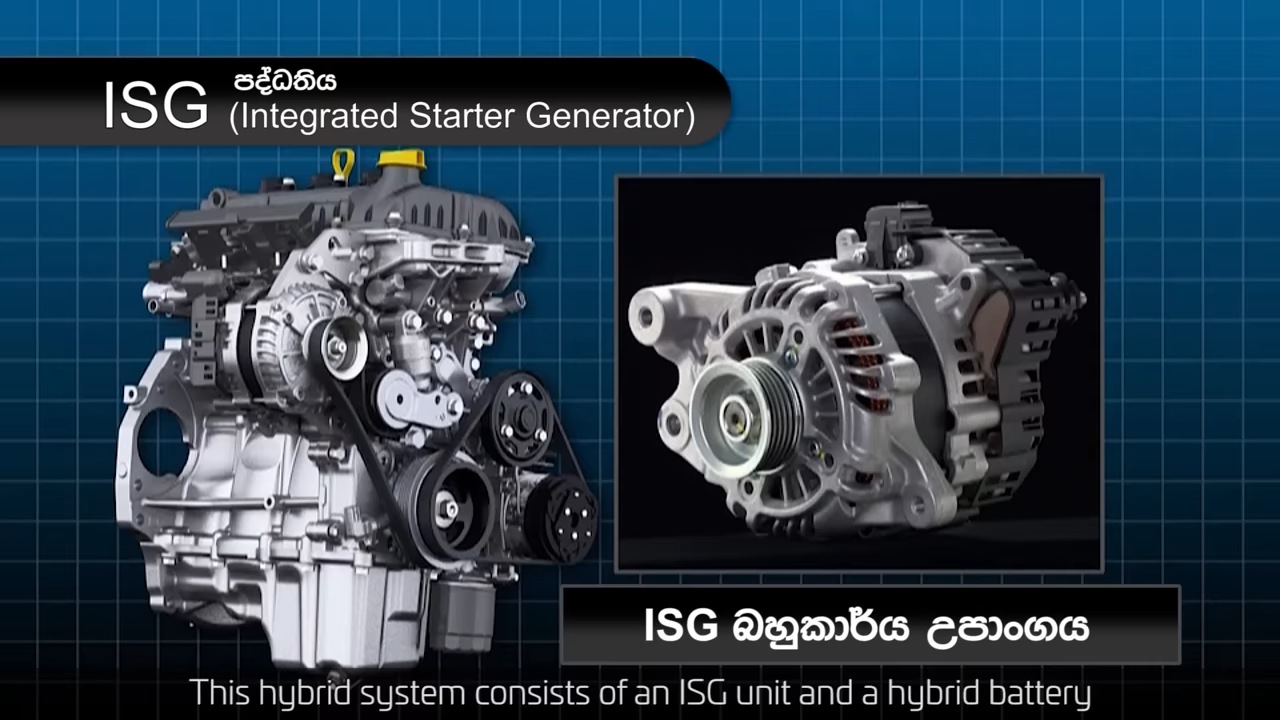 ISG පද්ධතිය
(Integrated Starter Generator)
ISG බහුකාර්ය උපාංගය
This hybrid system consists of an ISG unit and a hybrid battery